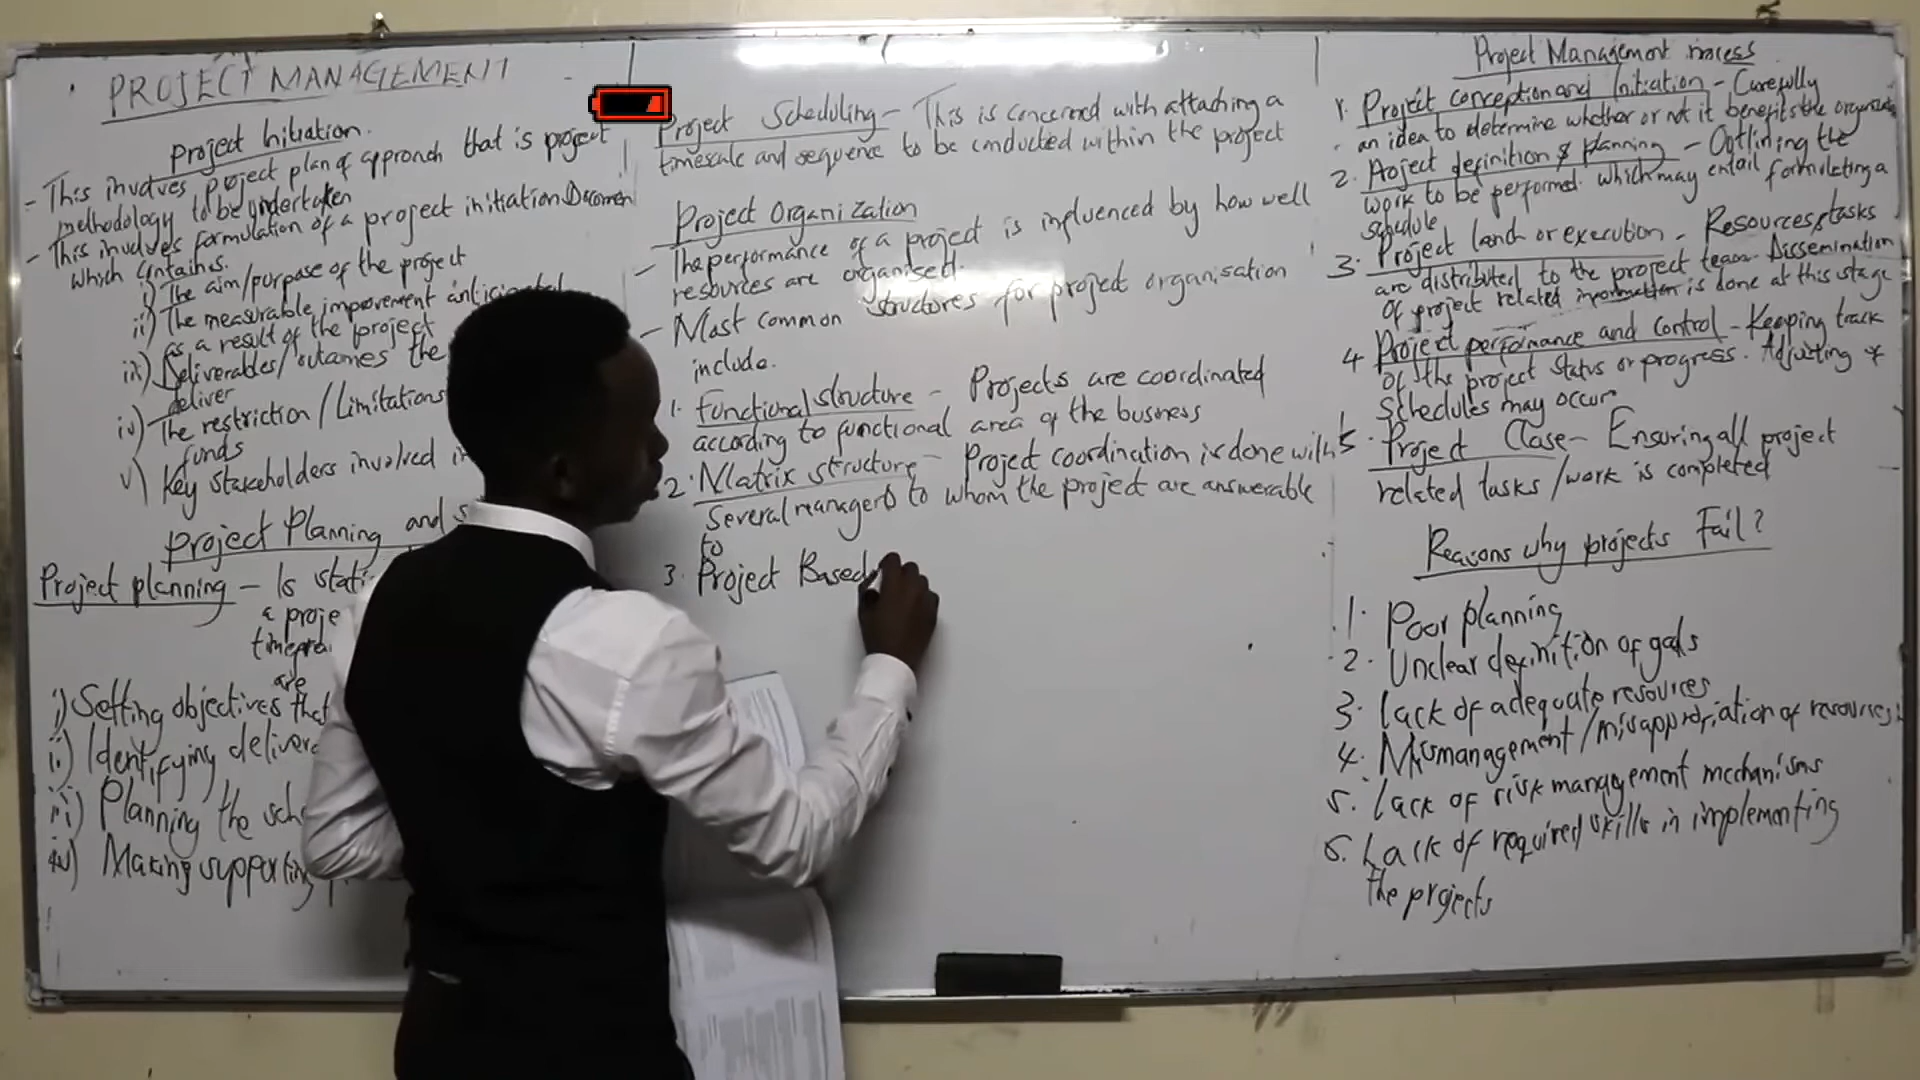 PROJECT MANAGEMENT
Project Initiation.
- This involves project plan of approach that is project
methodology to be undertaken
- This involves formulation of a project initiation Documen
which contains.
i) The aim/purpose of the project
ii) The measurable improvement
as a result of the project
iii) Deliverables/outcomes the
deliver
iv) The restriction/Limitations
funds
v) Key stakeholders involved
Project Planning and
Project planning - Is
a
are
i) Setting objectives that
ii) Identifying
iii) Planning the
iv) Making supporting
Project Scheduling - This is concerned with attaching a
timescale and sequence to be conducted within the project
Project Organization
- The performance of a project is influenced by how well
resources are organised.
- Most common structures for project organisation
include.
1. Functional structure - Projects are coordinated
according to functional area of the business
2. Matrix structure - Project coordination is done with
several managers to whom the project are answerable
to
3. Project Based
Project Management Process
1. Project conception and Initiation - Carefully
an idea to determine whether or not it benefits the
2. Project definition & planning - Outlining the
work to be performed. which may entail formulating a
schedule
3. Project or execution - Resources, tasks
are distributed to the project team. Dissemination
of project related information is done at this stage
4 Project performance and control - Keeping track
of the project status or progress. Adjusting of
schedules may occur
5. Project Close - Ensuring all project
related tasks/work is completed
Reasons why projects Fail?
1. Poor planning
2. Unclear definition of goals
3. lack of adequate resources
4. Mismanagement/misappropriation of resources
5. lack of risk management mechanisms
6. Lack of required skills in implementing
the projects